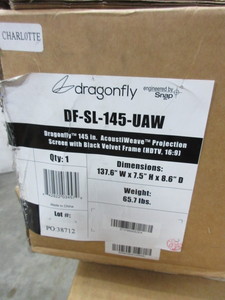 CHARLOTTE
dragonfly
engineered by
Snap
DF-SL-145-UAW
Dragonfly™ 145 in. AcoustiWeave™ Projection
Screen with Black Velvet Frame (HDTV, 16:9)
Qty: 1
Dimensions:
137.6" W x 7.5" H x 8.6" D
Weight:
65.7 lbs.
Made in China
Lot #:
PO 38712